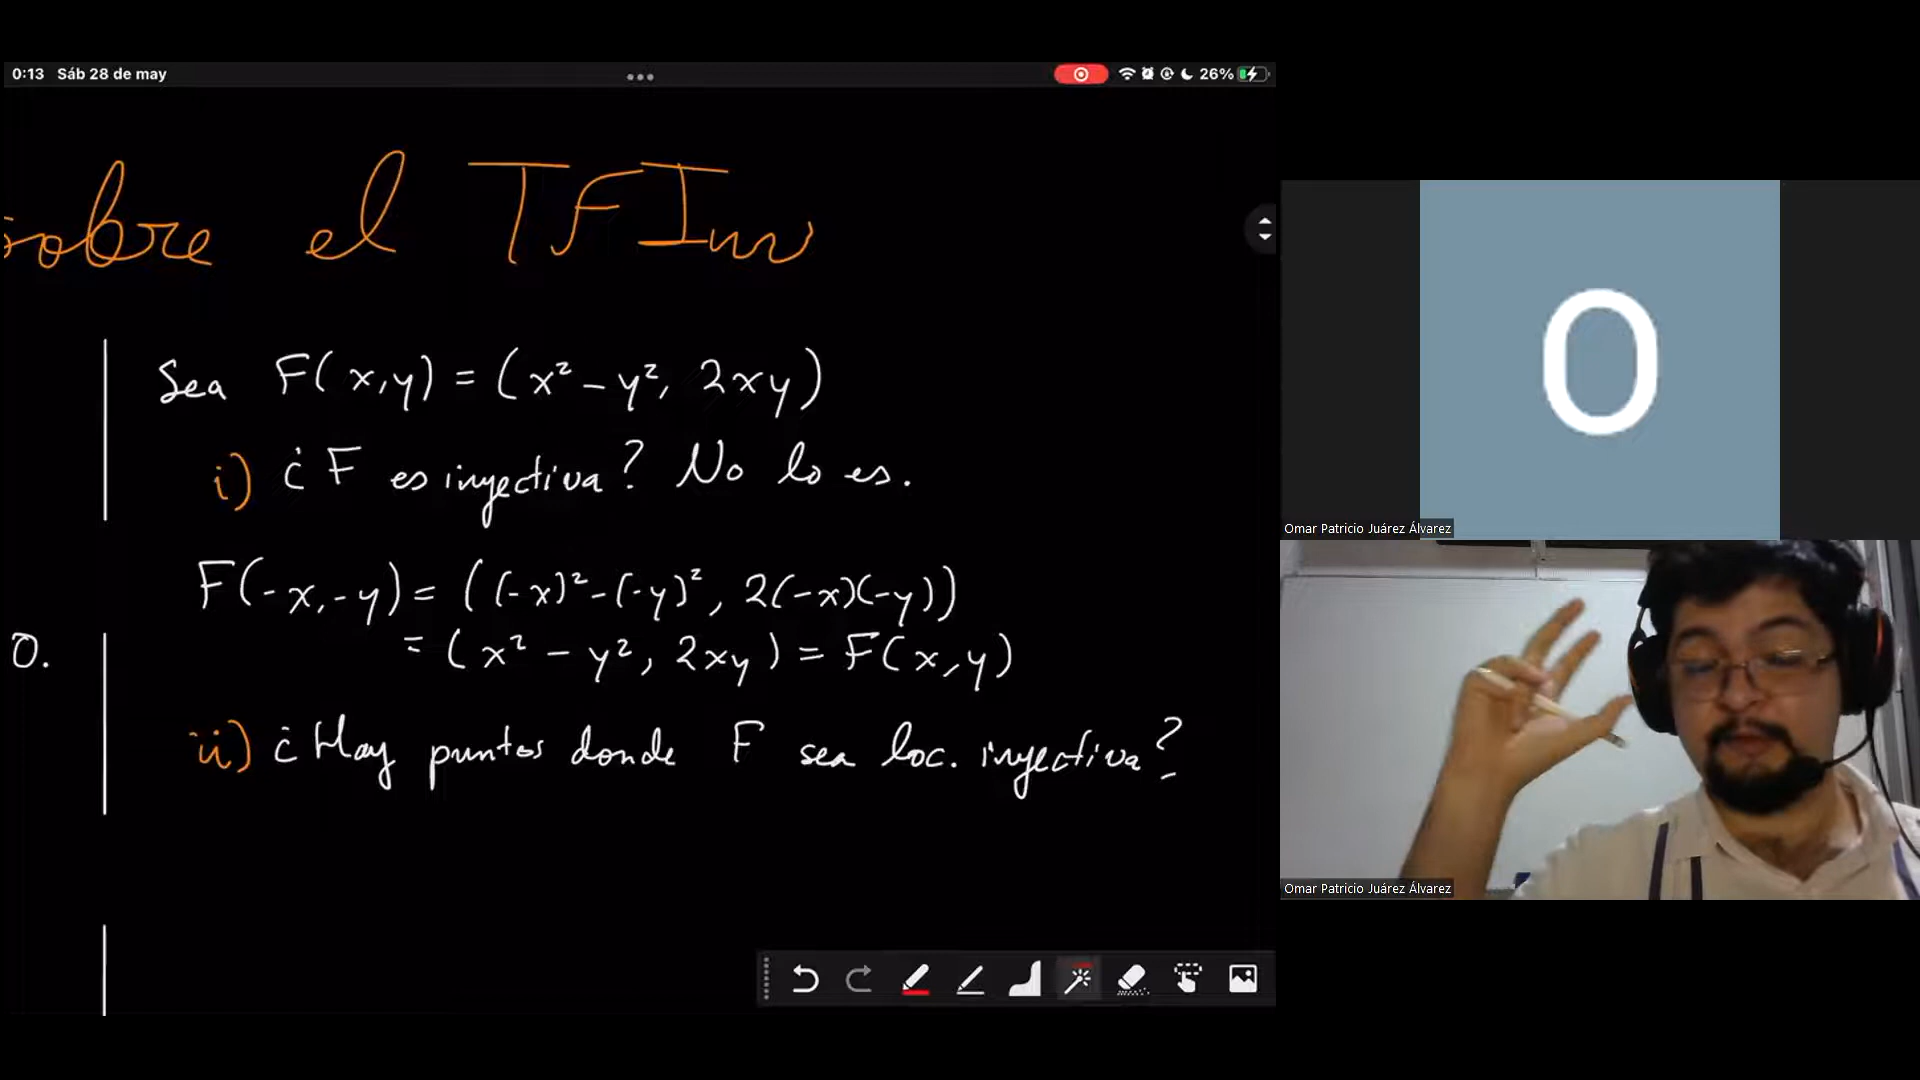 0:13 Sáb 28 de may
26%
sobre el TFInv
Sea F(x,y) = (x² - y², 2xy)
i) ¿F es inyectiva? No lo es.
F(-x,-y) = ((-x)² - (-y)², 2(-x)(-y))
= (x² - y², 2xy) = F(x,y)
0.
ii) ¿Hay puntos donde F sea loc. inyectiva?
O
Omar Patricio Juárez Álvarez
Omar Patricio Juárez Álvarez